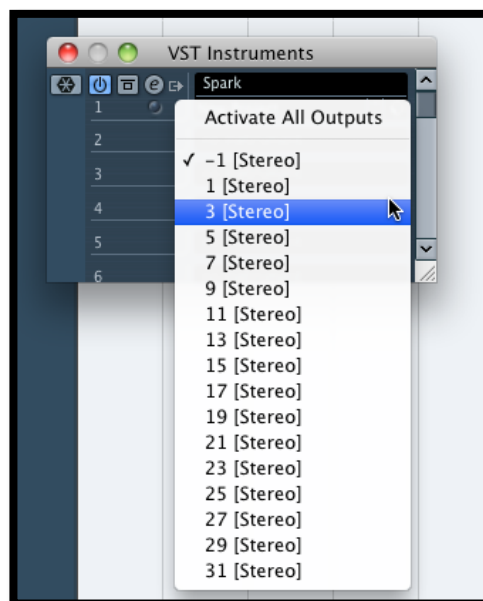 VST Instruments
e Spark
1
2
3
4
5
6
Activate All Outputs
✓ -1 [Stereo]
1 [Stereo]
3 [Stereo]
5 [Stereo]
7 [Stereo]
9 [Stereo]
11 [Stereo]
13 [Stereo]
15 [Stereo]
17 [Stereo]
19 [Stereo]
21 [Stereo]
23 [Stereo]
25 [Stereo]
27 [Stereo]
29 [Stereo]
31 [Stereo]